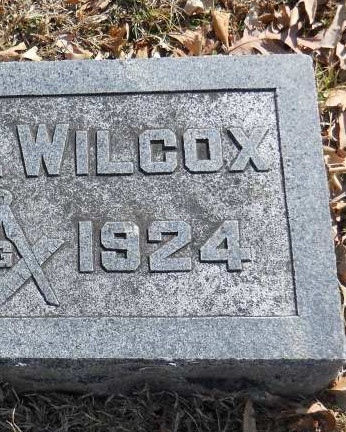 . WILCOX
G 1924